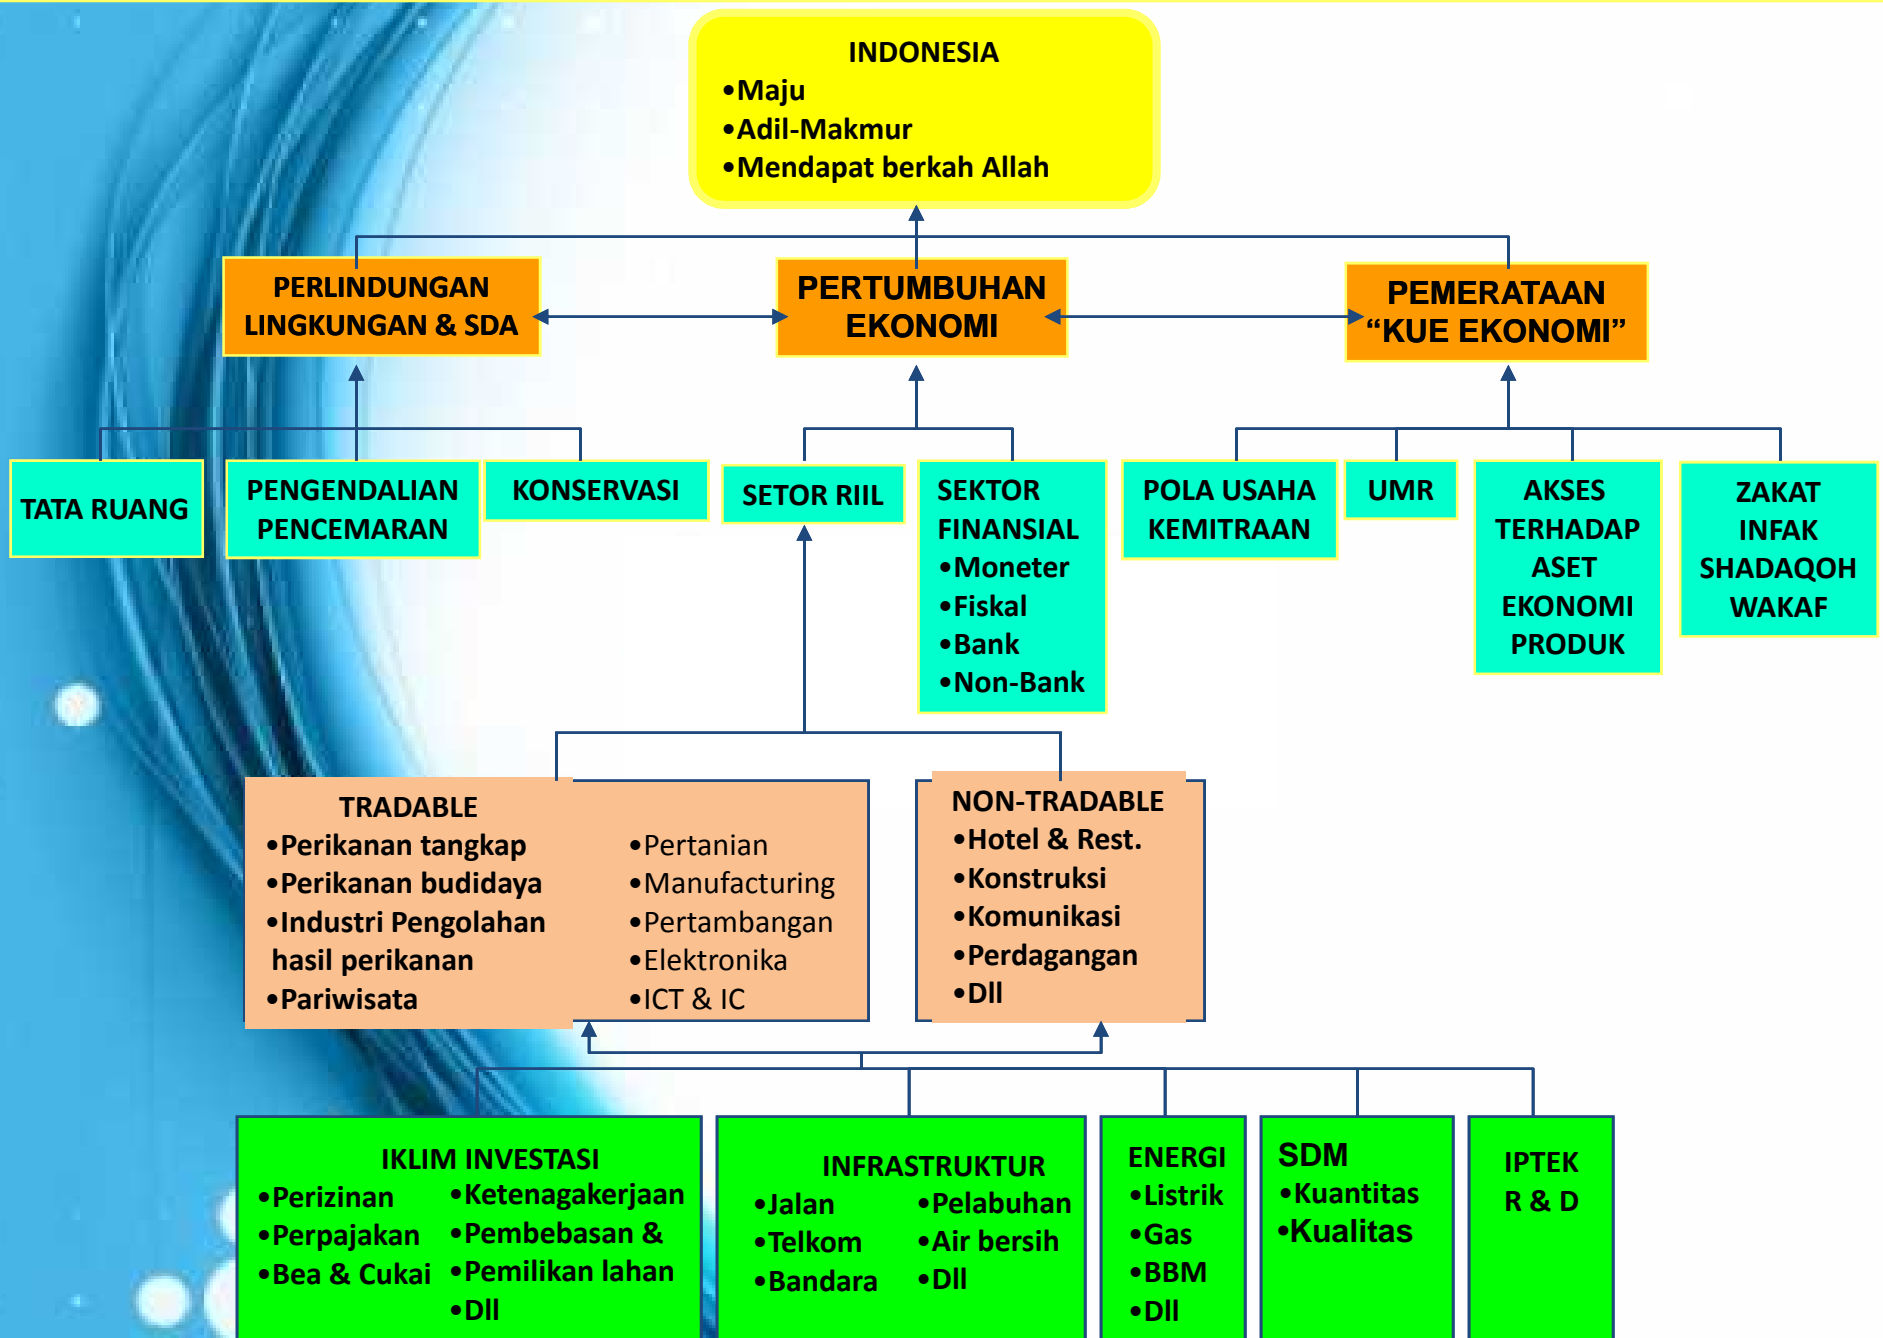 INDONESIA
•Maju
•Adil-Makmur
•Mendapat berkah Allah
PERLINDUNGAN
LINGKUNGAN & SDA
PERTUMBUHAN
EKONOMI
PEMERATAAN
“KUE EKONOMI”
TATA RUANG
PENGENDALIAN
PENCEMARAN
KONSERVASI
SETOR RIIL
SEKTOR
FINANSIAL
•Moneter
•Fiskal
•Bank
•Non-Bank
POLA USAHA
KEMITRAAN
UMR
AKSES
TERHADAP
ASET
EKONOMI
PRODUK
ZAKAT
INFAK
SHADAQOH
WAKAF
TRADABLE
•Perikanan tangkap
•Perikanan budidaya
•Industri Pengolahan
hasil perikanan
•Pariwisata
•Pertanian
•Manufacturing
•Pertambangan
•Elektronika
•ICT & IC
NON-TRADABLE
•Hotel & Rest.
•Konstruksi
•Komunikasi
•Perdagangan
•Dll
IKLIM INVESTASI
•Perizinan
•Perpajakan
•Bea & Cukai
•Ketenagakerjaan
•Pembebasan &
•Pemilikan lahan
•Dll
INFRASTRUKTUR
•Jalan
•Telkom
•Bandara
•Pelabuhan
•Air bersih
•Dll
ENERGI
•Listrik
•Gas
•BBM
•Dll
SDM
•Kuantitas
•Kualitas
IPTEK
R & D